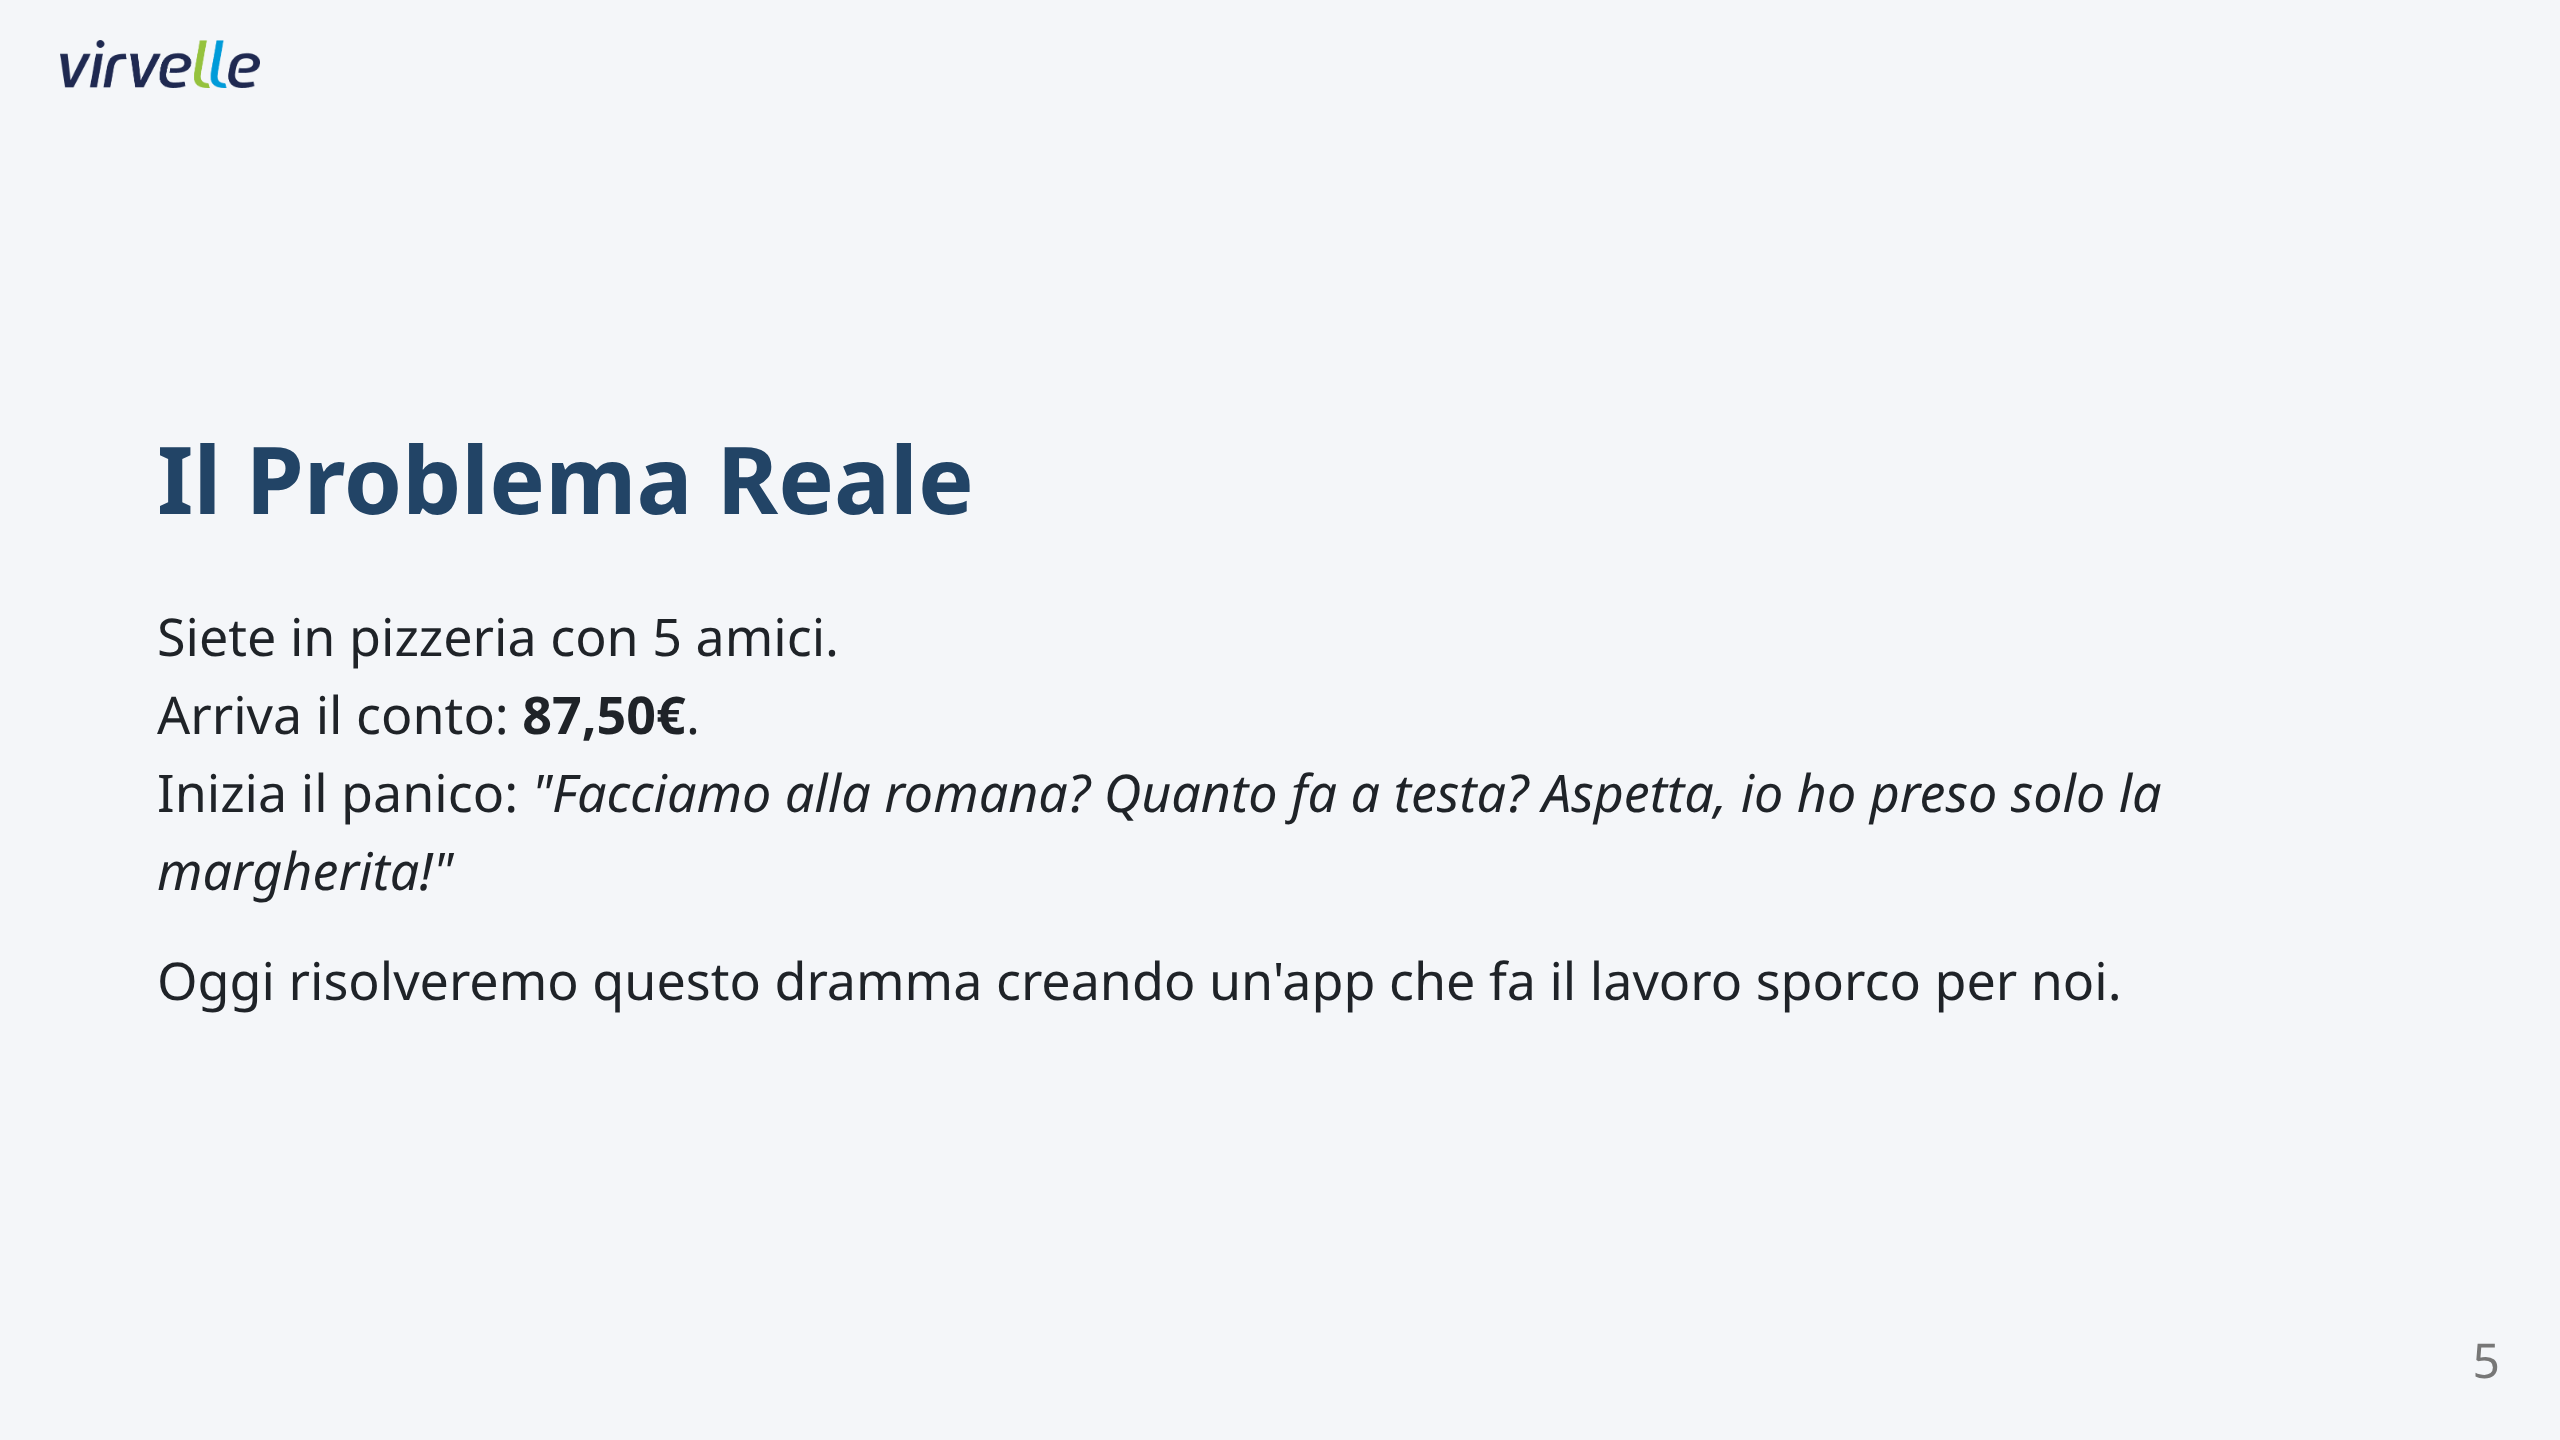 virvelle
Il Problema Reale
Siete in pizzeria con 5 amici.
Arriva il conto: 87,50€.
Inizia il panico: "Facciamo alla romana? Quanto fa a testa? Aspetta, io ho preso solo la
margherita!"
Oggi risolveremo questo dramma creando un'app che fa il lavoro sporco per noi.
5